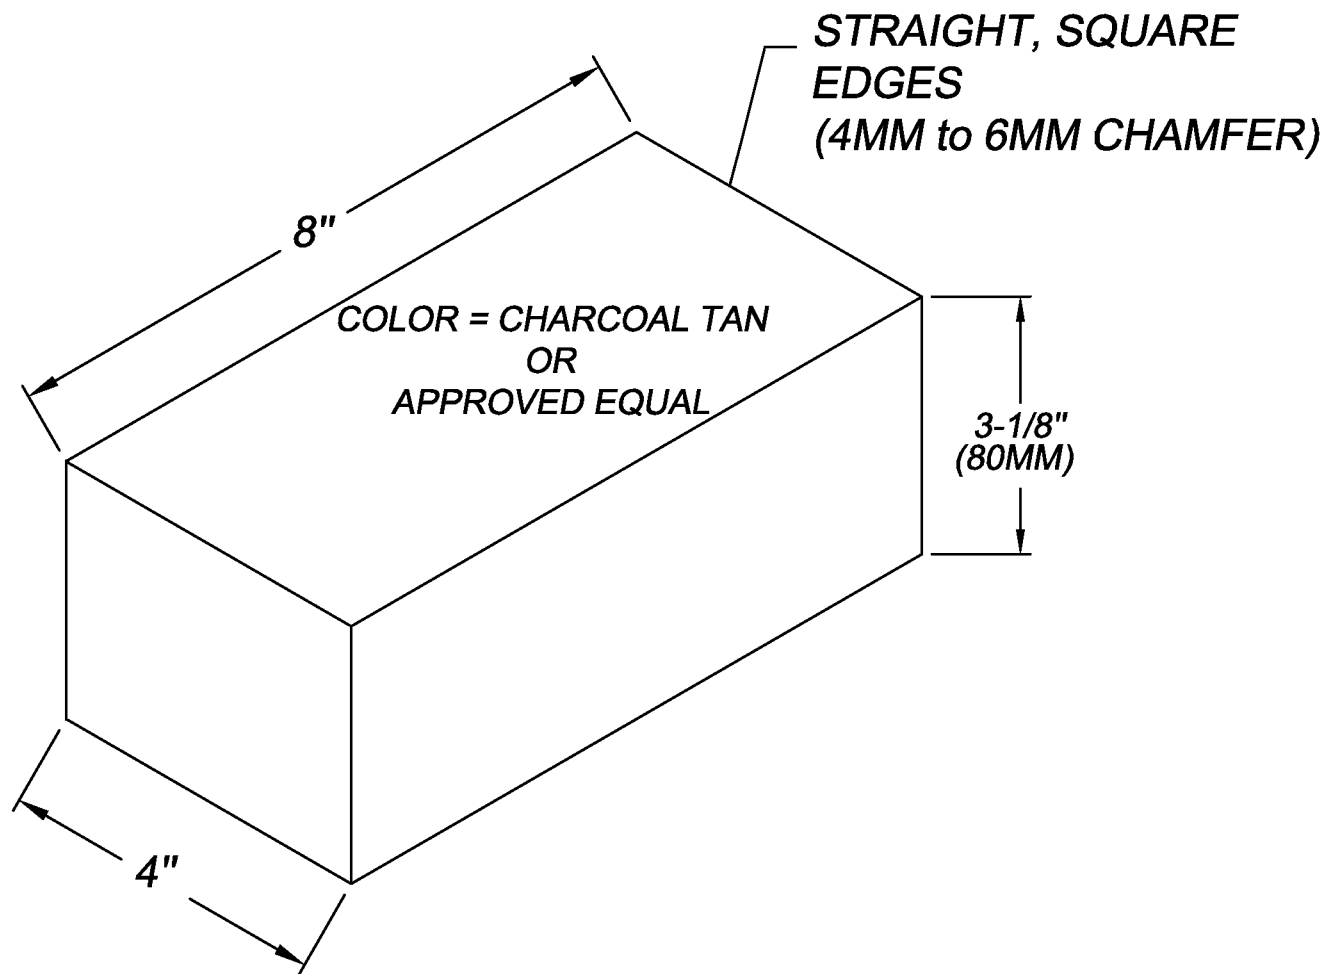 STRAIGHT, SQUARE
EDGES
(4MM to 6MM CHAMFER)
8"
COLOR = CHARCOAL TAN
OR
APPROVED EQUAL
3-1/8"
(80MM)
4"